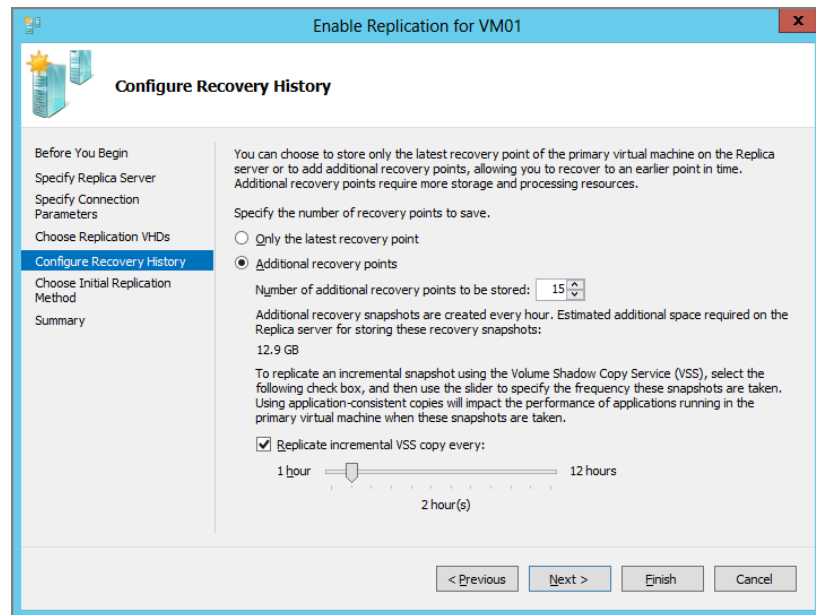 Enable Replication for VM01
x
Configure Recovery History
Before You Begin
Specify Replica Server
Specify Connection
Parameters
Choose Replication VHDs
Configure Recovery History
Choose Initial Replication
Method
Summary
You can choose to store only the latest recovery point of the primary virtual machine on the Replica
server or to add additional recovery points, allowing you to recover to an earlier point in time.
Additional recovery points require more storage and processing resources.
Specify the number of recovery points to save.
Only the latest recovery point
Additional recovery points
Number of additional recovery points to be stored: 15
Additional recovery snapshots are created every hour. Estimated additional space required on the
Replica server for storing these recovery snapshots:
12.9 GB
To replicate an incremental snapshot using the Volume Shadow Copy Service (VSS), select the
following check box, and then use the slider to specify the frequency these snapshots are taken.
Using application-consistent copies will impact the performance of applications running in the
primary virtual machine when these snapshots are taken.
Replicate incremental VSS copy every:
1 hour 12 hours
2 hour(s)
< Previous Next > Finish Cancel